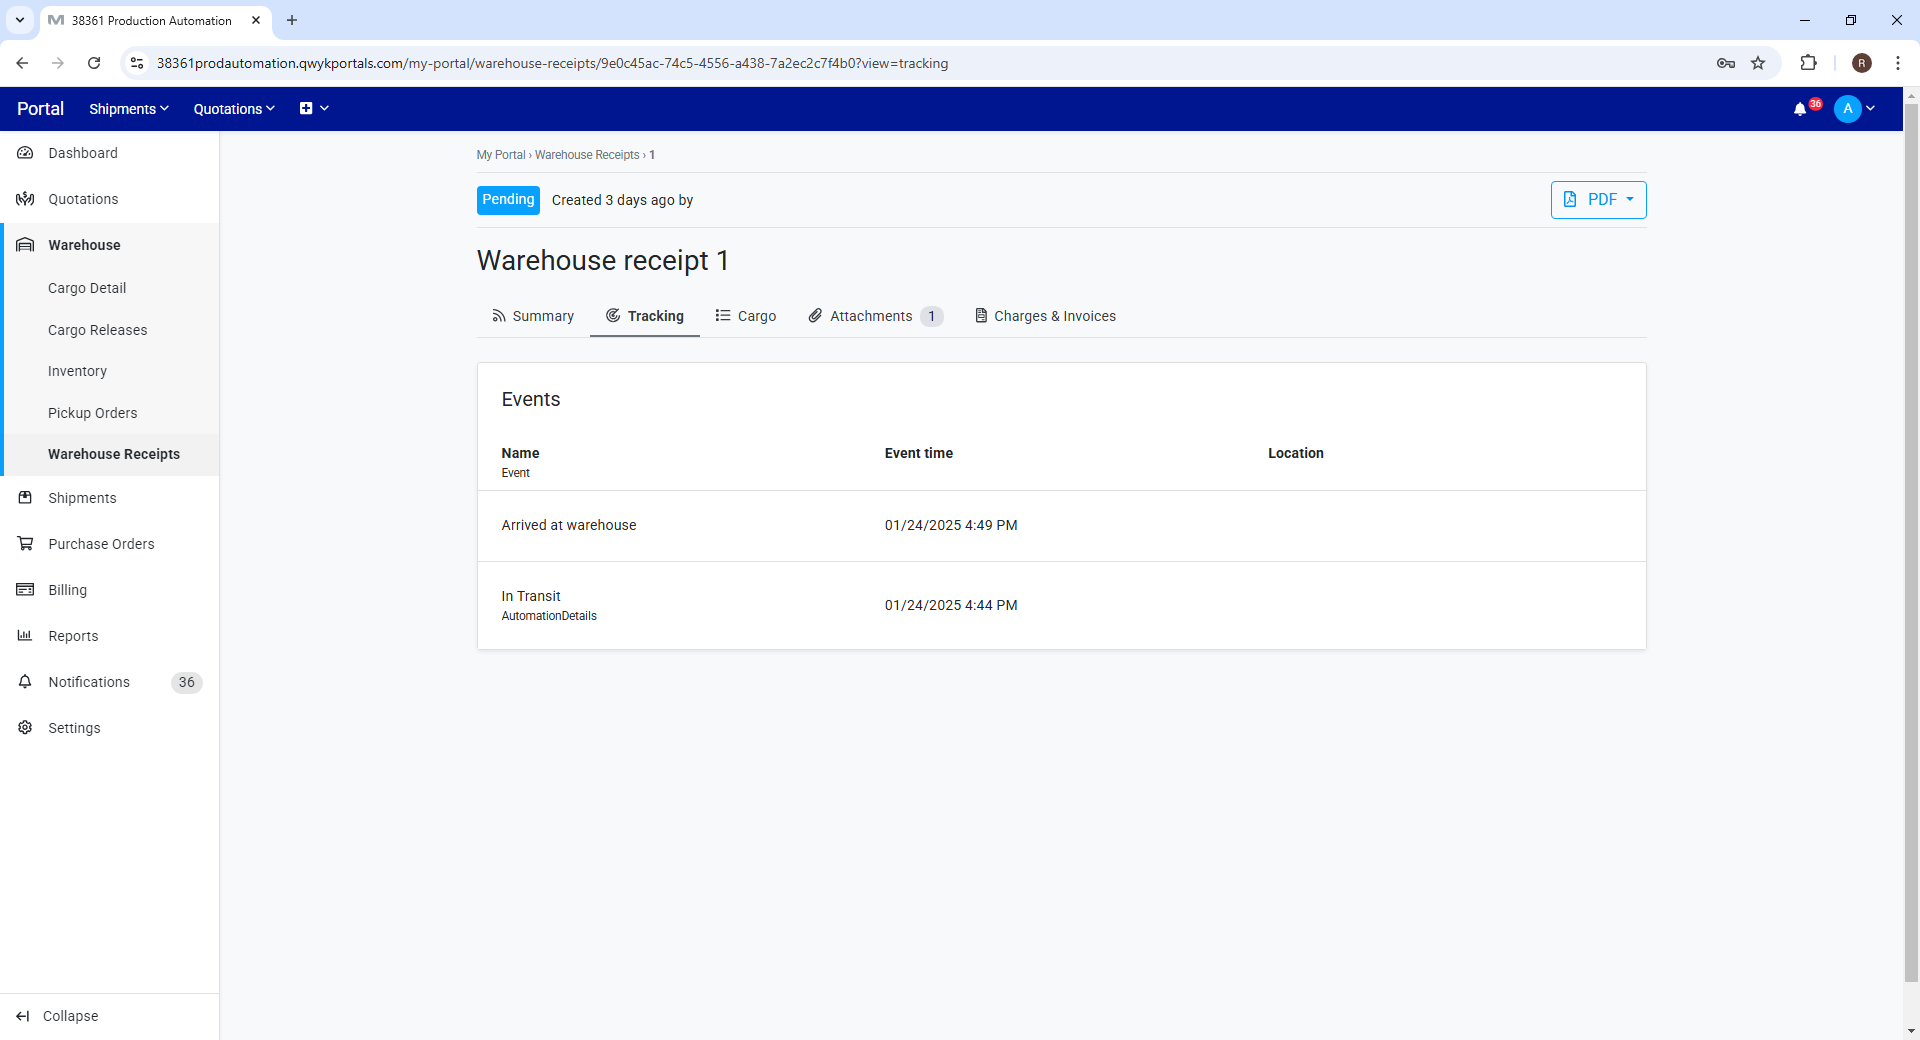 38361 Production Automation
38361prodautomation.qwykportals.com/my-portal/warehouse-receipts/9e0c45ac-74c5-4556-a438-7a2ec2c7f4b0?view=tracking
R
Portal
Shipments
Quotations
36
A
Dashboard
Quotations
Warehouse
Cargo Detail
Cargo Releases
Inventory
Pickup Orders
Warehouse Receipts
Shipments
Purchase Orders
Billing
Reports
Notifications 36
Settings
Collapse
My Portal › Warehouse Receipts › 1
Pending Created 3 days ago by
PDF
Warehouse receipt 1
Summary Tracking Cargo Attachments 1 Charges & Invoices
Events
Name Event time Location
Event
Arrived at warehouse 01/24/2025 4:49 PM
In Transit 01/24/2025 4:44 PM
AutomationDetails